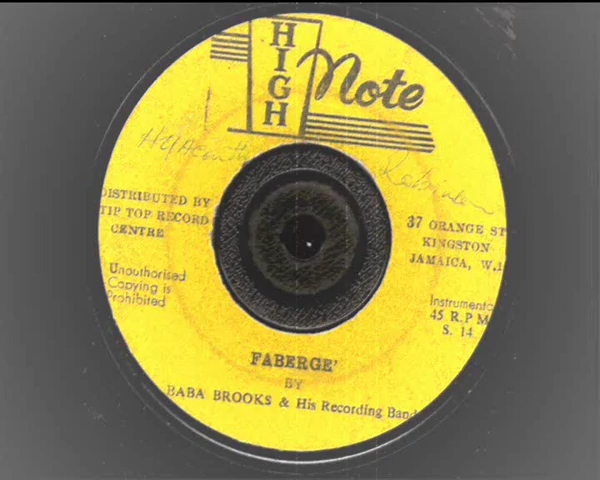 HIGH
Note
DISTRIBUTED BY
TIP TOP RECORD
CENTRE
37 ORANGE ST
KINGSTON
JAMAICA, W.I
Unauthorised
Copying is
Prohibited
Instrumental
45 R.P.M
S. 14
FABERGE'
BY
BABA BROOKS & His Recording Band